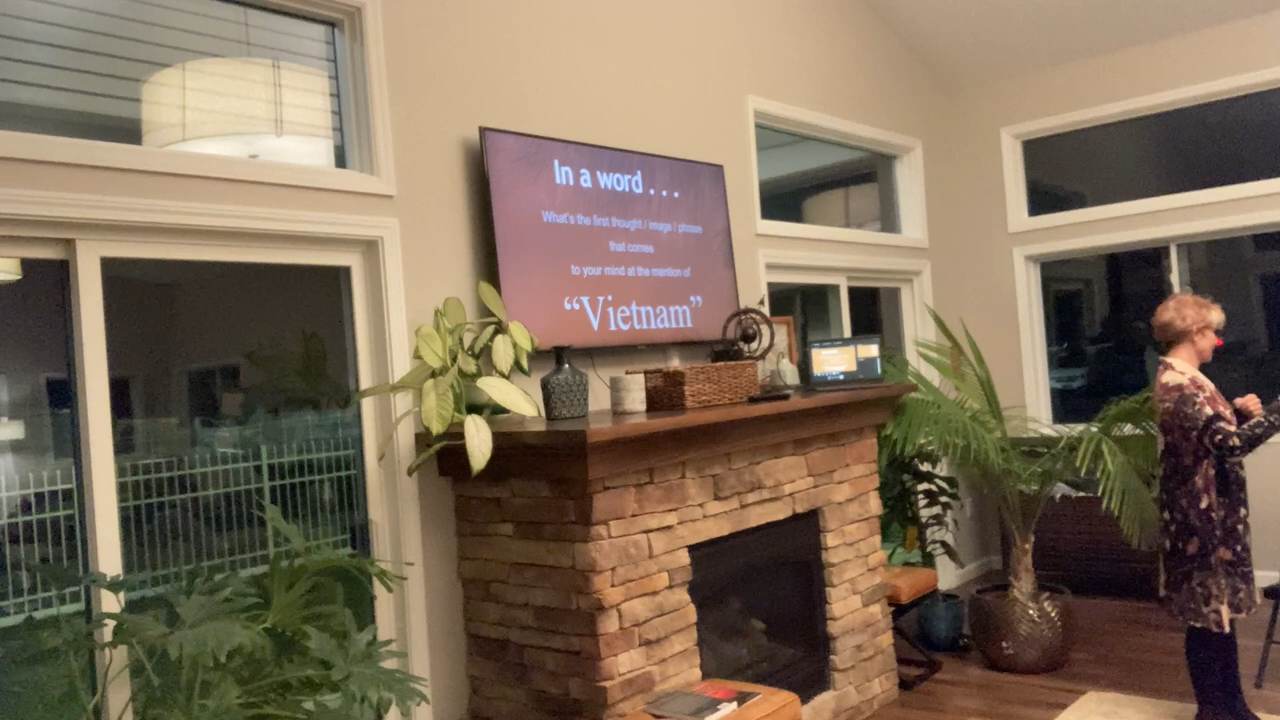 In a word . . .
What's the first thought / image / phrase
that comes
to your mind at the mention of
“Vietnam”